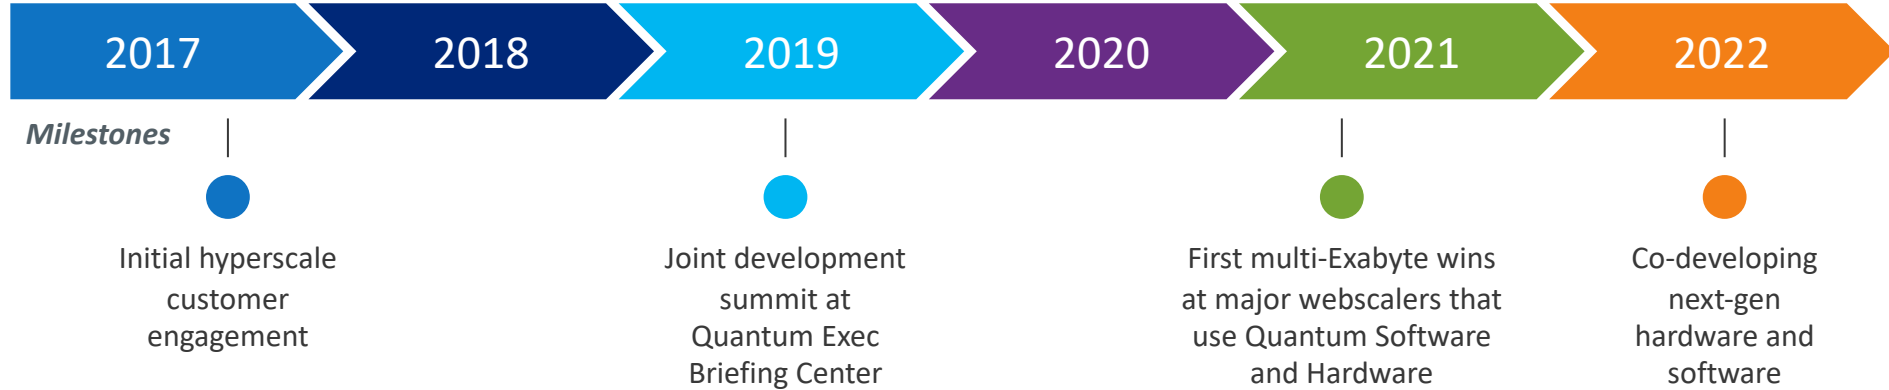 2017 2018 2019 2020 2021 2022
Milestones
Initial hyperscale
customer
engagement
Joint development
summit at
Quantum Exec
Briefing Center
First multi-Exabyte wins
at major webscalers that
use Quantum Software
and Hardware
Co-developing
next-gen
hardware and
software